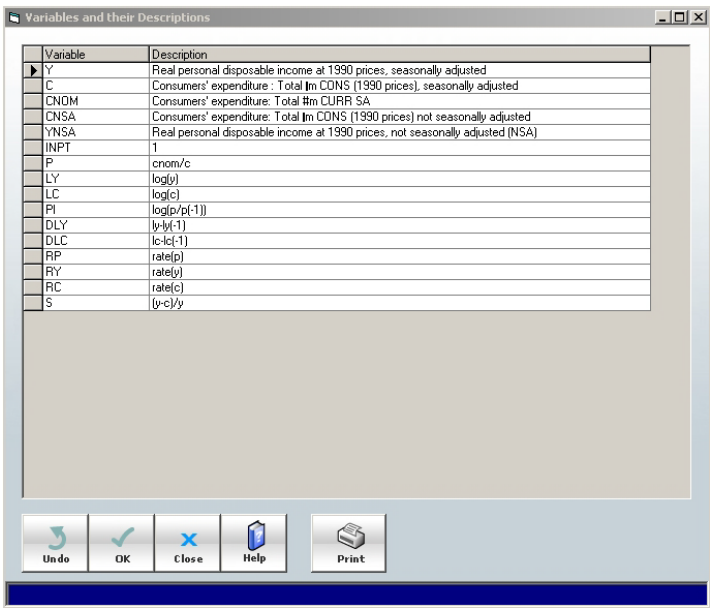 Variables and their Descriptions
Variable Description
Y Real personal disposable income at 1990 prices, seasonally adjusted
C Consumers' expenditure : Total |m CONS (1990 prices), seasonally adjusted
CNOM Consumers' expenditure: Total #m CURR SA
CNSA Consumers' expenditure: Total |m CONS (1990 prices) not seasonally adjusted
YNSA Real personal disposable income at 1990 prices, not seasonally adjusted (NSA)
INPT 1
P cnom/c
LY log(y)
LC log(c)
PI log(p/p(-1))
DLY ly-ly(-1)
DLC lc-lc(-1)
RP rate(p)
RY rate(y)
RC rate(c)
S (y-c)/y
Undo OK Close Help Print